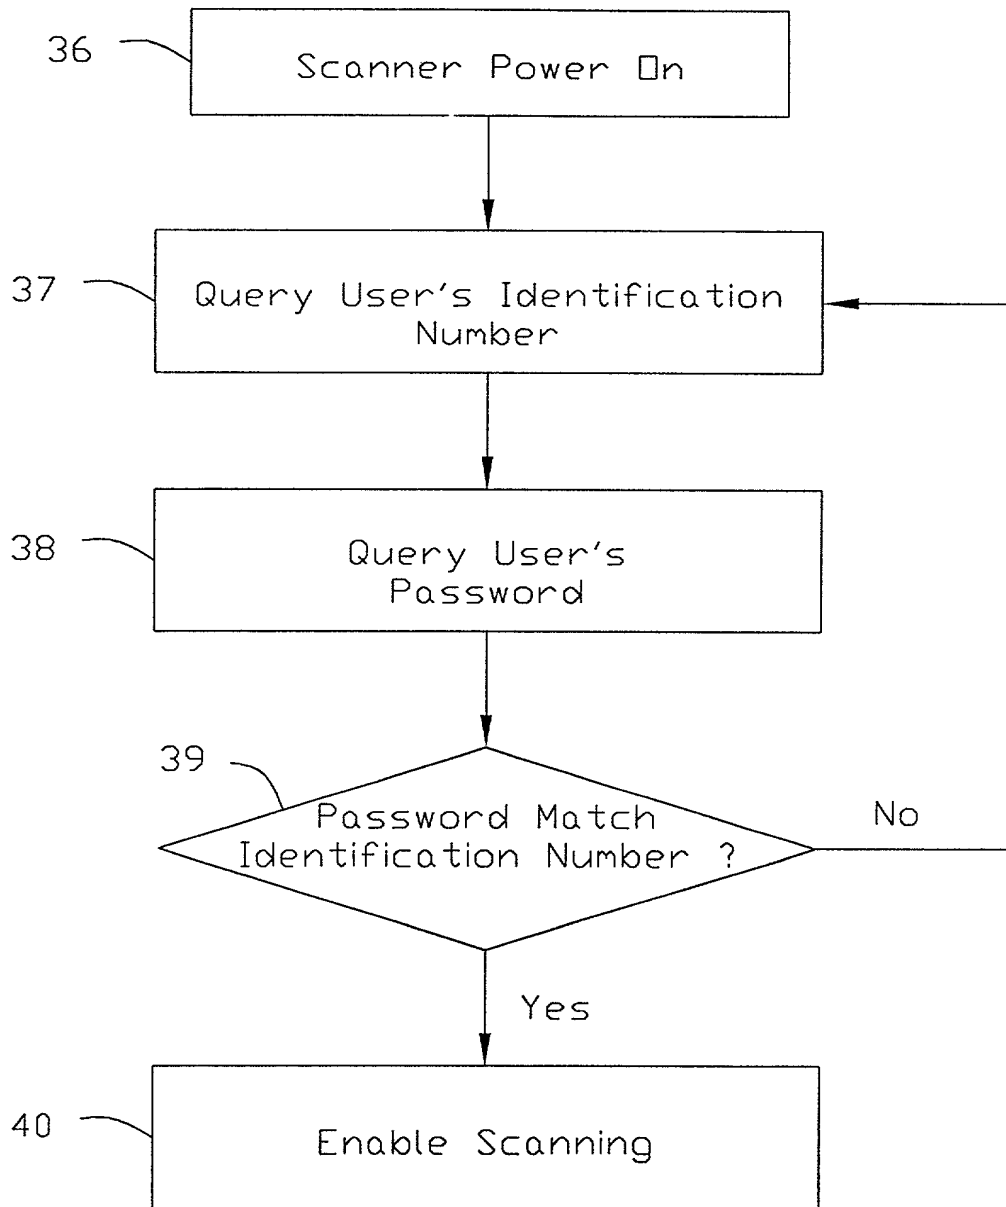 36
Scanner Power On
37
Query User's Identification
Number
38
Query User's
Password
39
Password Match
Identification Number ?
No
Yes
40
Enable Scanning